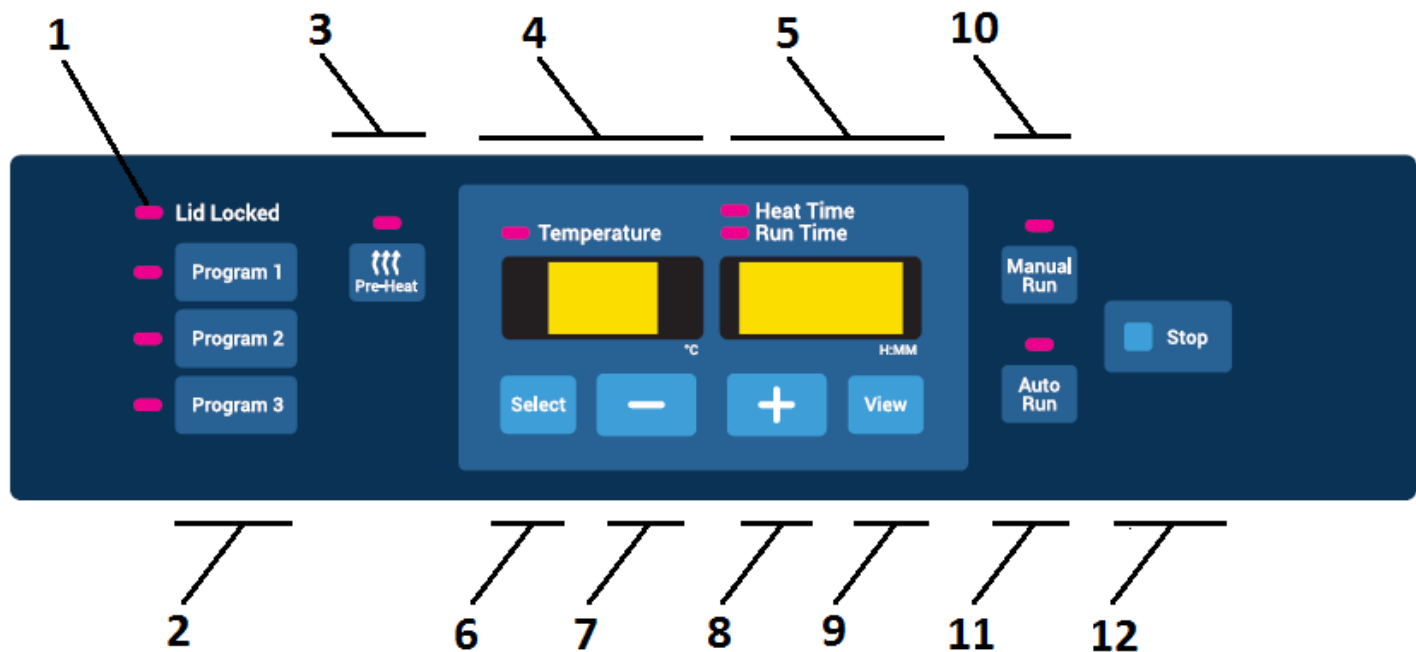 1
3
4
5
10
Lid Locked
Program 1
Program 2
Program 3
Pre-Heat
Temperature
°C
Heat Time
Run Time
H:MM
Select
−
+
View
Manual
Run
Auto
Run
Stop
2
6
7
8
9
11
12